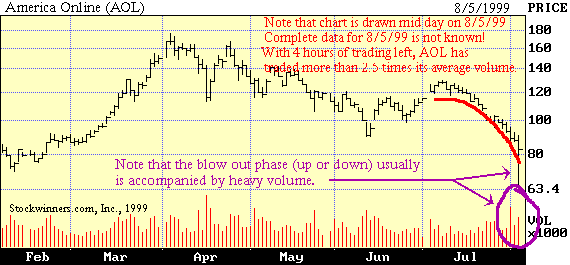 America Online (AOL) 8/5/1999 PRICE
Note that chart is drawn mid day on 8/5/99
Complete data for 8/5/99 is not known!
With 4 hours of trading left, AOL has
traded more than 2.5 times its average volume.
180
160
140
120
100
80
63.4
Note that the blow out phase (up or down) usually
is accompanied by heavy volume.
Stockwinners.com, Inc., 1999
VOL
x1000
Feb Mar Apr May Jun Jul